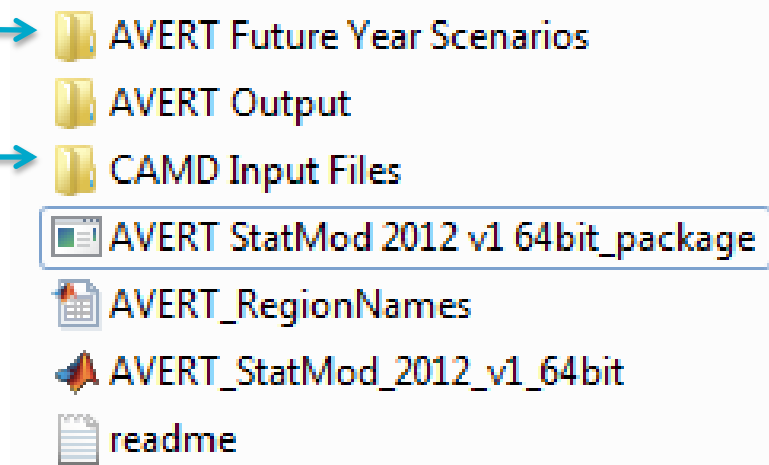 AVERT Future Year Scenarios
AVERT Output
CAMD Input Files
AVERT StatMod 2012 v1 64bit_package
AVERT_RegionNames
AVERT_StatMod_2012_v1_64bit
readme